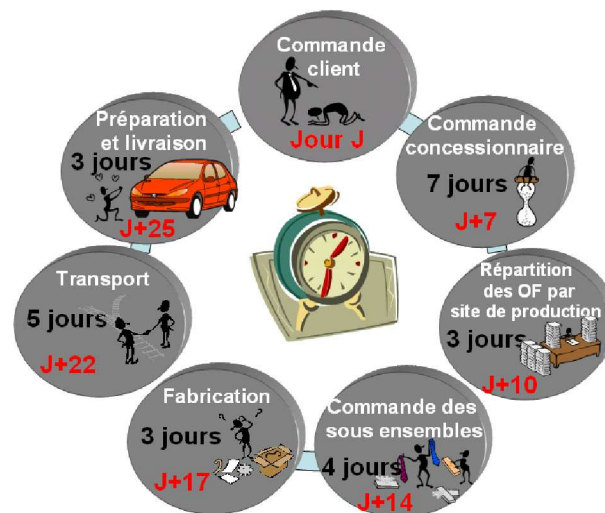 Commande
client
Jour J
Commande
concessionnaire
7 jours
J+7
Répartition
des OF par
site de production
3 jours
J+10
Commande des
sous ensembles
4 jours
J+14
Fabrication
3 jours
J+17
Transport
5 jours
J+22
Préparation
et livraison
3 jours
J+25